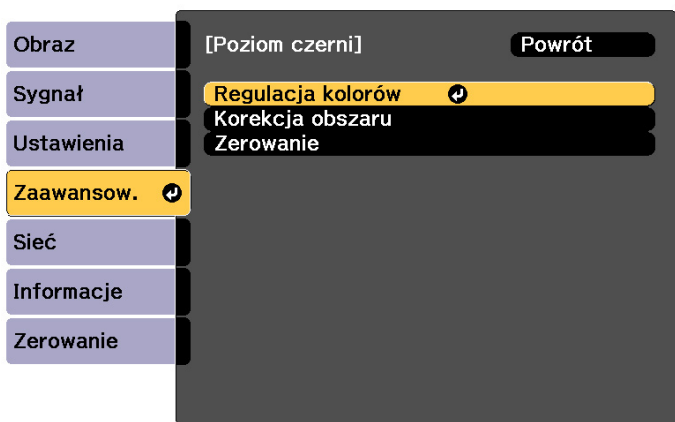 Obraz
Sygnał
Ustawienia
Zaawansow.
Sieć
Informacje
Zerowanie
[Poziom czerni] Powrót
Regulacja kolorów
Korekcja obszaru
Zerowanie